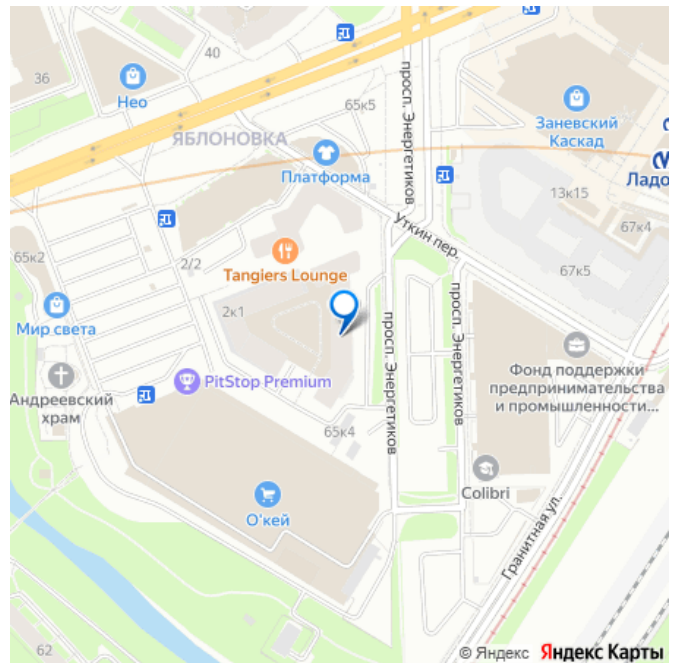 40
36
Нео
65к5
ЯБЛОНОВКА
просп. Энергетиков
Заневский
Каскад
Платформа
Ладо
13к15
67к4
Уткин пер.
65к2
2/2
Tangiers Lounge
67к5
2к1
Мир света
просп. Энергетиков
просп. Энергетиков
Фонд поддержки
предпринимательства
и промышленности...
PitStop Premium
Андреевский
храм
65к4
Colibri
О'кей
Гранитная ул.
62
© Яндекс Яндекс Карты